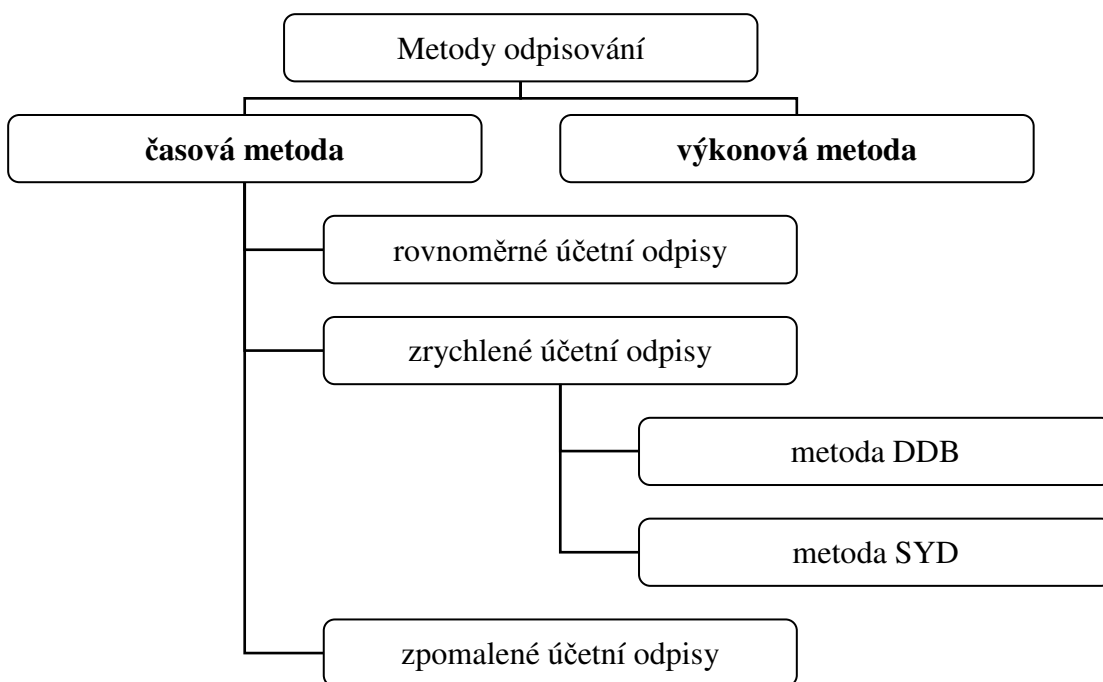 Metody odpisování
časová metoda
výkonová metoda
rovnoměrné účetní odpisy
zrychlené účetní odpisy
metoda DDB
metoda SYD
zpomalené účetní odpisy